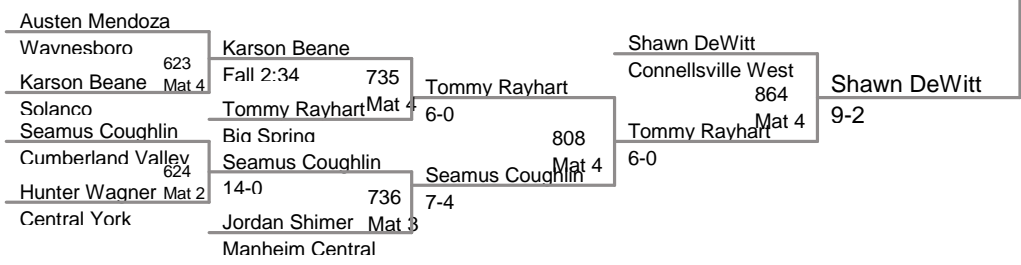 Austen Mendoza
Waynesboro
623
Karson Beane Mat 4
Solanco
Seamus Coughlin
Cumberland Valley
624
Hunter Wagner Mat 2
Central York
Karson Beane
Fall 2:34
735
Tommy Rayhart Mat 4
Big Spring
Seamus Coughlin
14-0
736
Jordan Shimer Mat 3
Manheim Central
Tommy Rayhart
6-0
808
Mat 4
Seamus Coughlin
7-4
Shawn DeWitt
Connellsville West
864
Mat 4
Tommy Rayhart
6-0
Shawn DeWitt
9-2